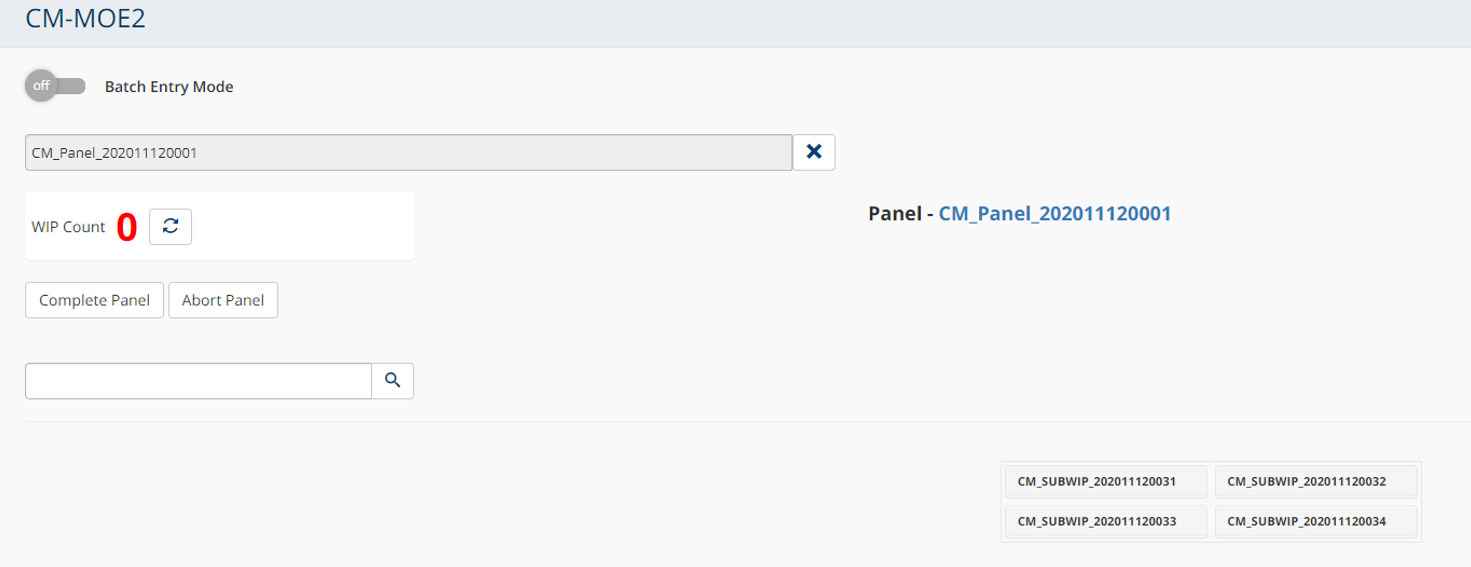 CM-MOE2
off Batch Entry Mode
CM_Panel_202011120001
WIP Count 0
Panel - CM_Panel_202011120001
Complete Panel Abort Panel
CM_SUBWIP_202011120031 CM_SUBWIP_202011120032
CM_SUBWIP_202011120033 CM_SUBWIP_202011120034